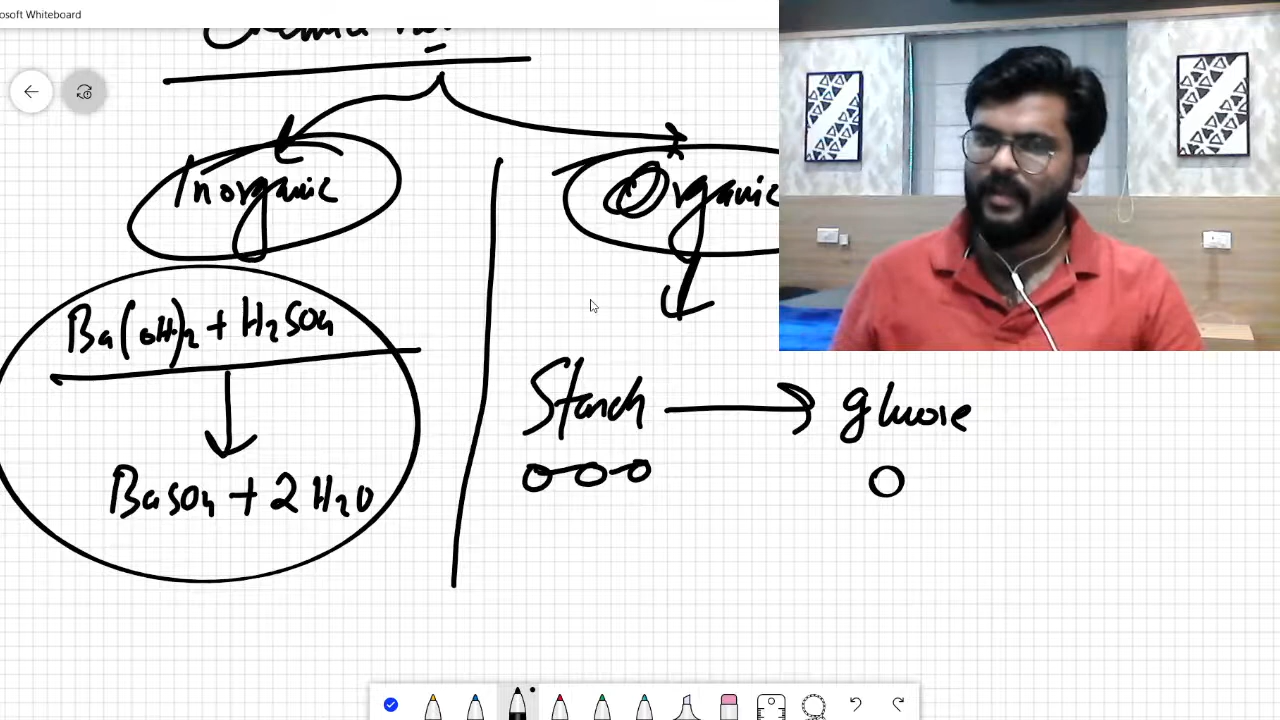 osoft Whiteboard
Inorganic
Organic
Ba(OH)2 + H2SO4
BaSO4 + 2H2O
Starch → glucose